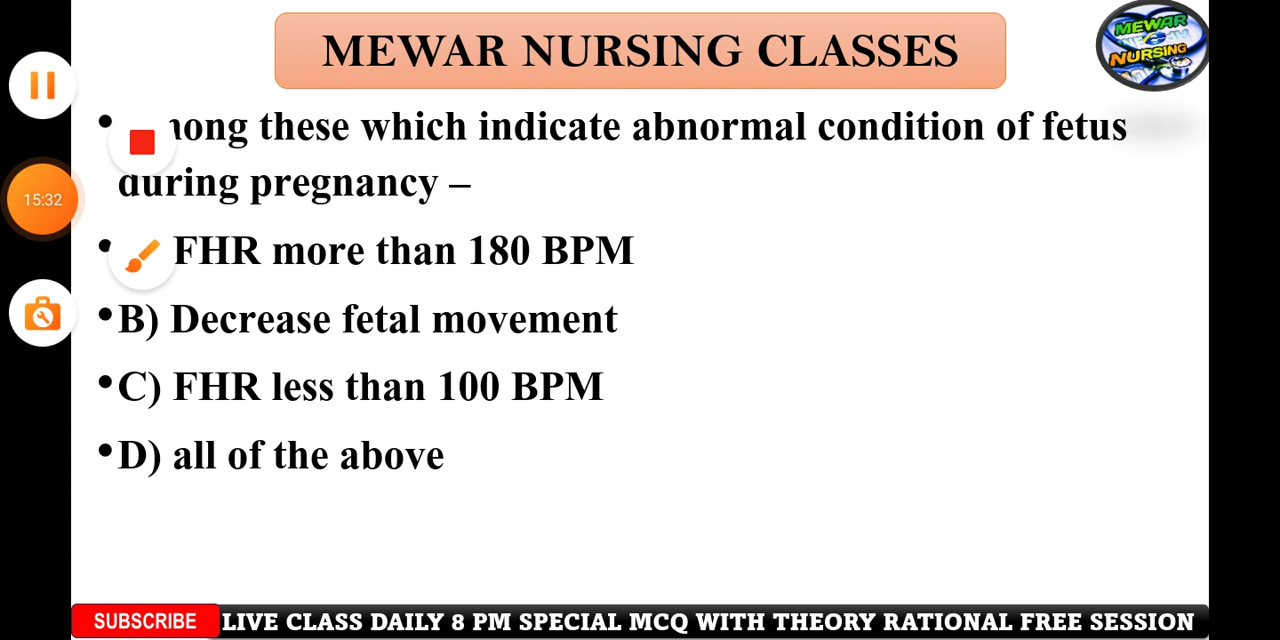 MEWAR NURSING CLASSES
MEWAR
NURSING
these which indicate abnormal condition of fetus
during pregnancy –
FHR more than 180 BPM
B) Decrease fetal movement
C) FHR less than 100 BPM
D) all of the above
15:32
SUBSCRIBE
LIVE CLASS DAILY 8 PM SPECIAL MCQ WITH THEORY RATIONAL FREE SESSION